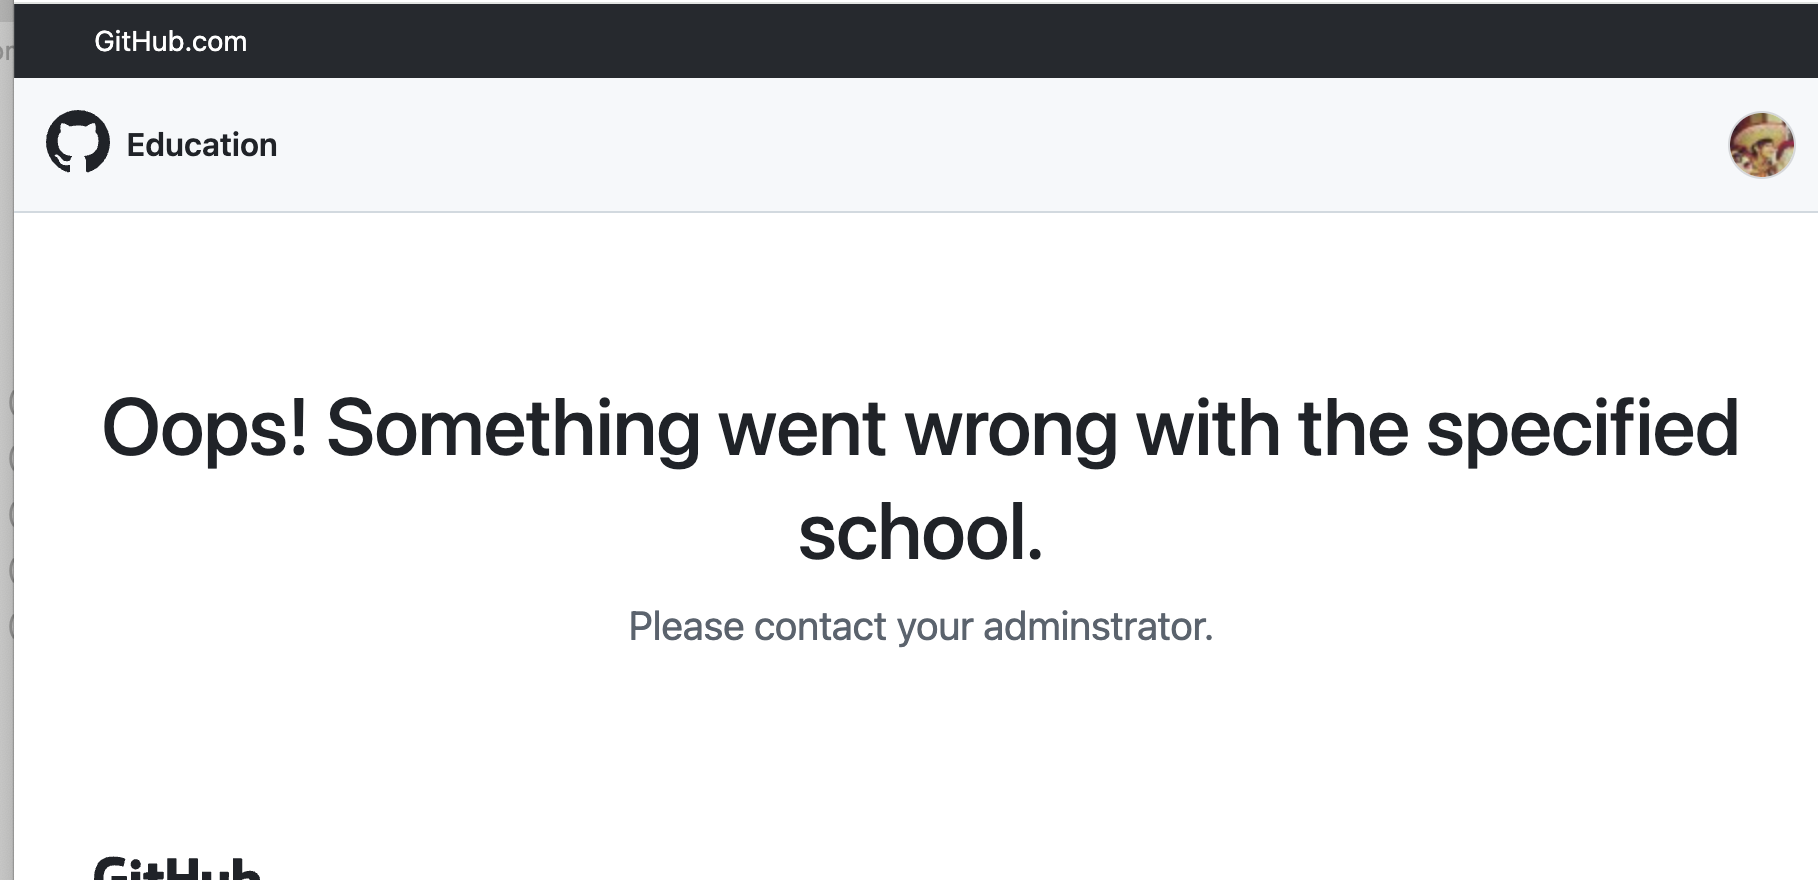 GitHub.com
Education
Oops! Something went wrong with the specified
school.
Please contact your adminstrator.
GitHub